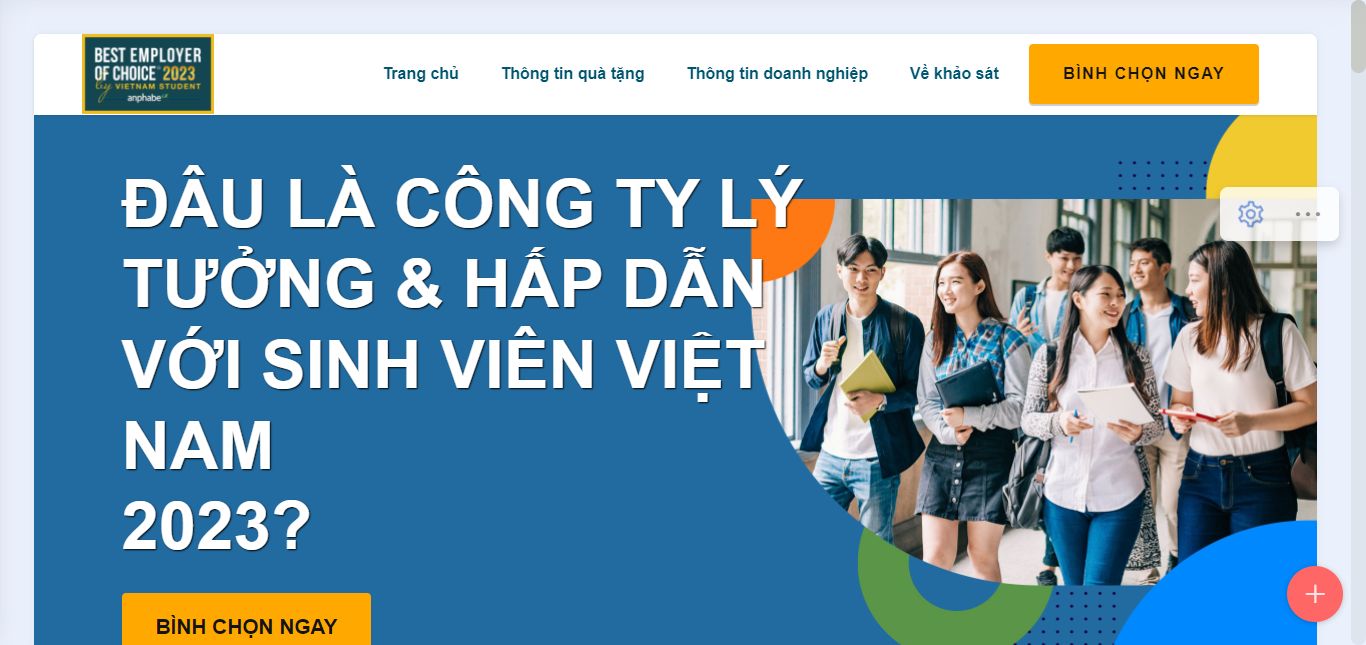 BEST EMPLOYER
OF CHOICE 2023
by VIETNAM STUDENT
anphabe
Trang chủ
Thông tin quà tặng
Thông tin doanh nghiệp
Về khảo sát
BÌNH CHỌN NGAY
ĐÂU LÀ CÔNG TY LÝ
TƯỞNG & HẤP DẪN
VỚI SINH VIÊN VIỆT
NAM
2023?
BÌNH CHỌN NGAY